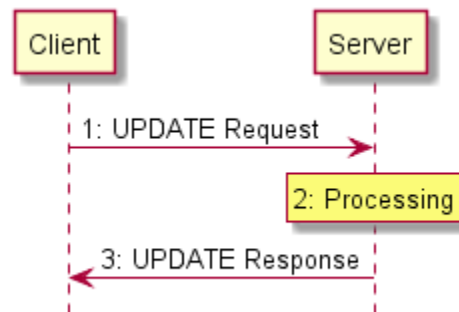 Client
Server
1: UPDATE Request
2: Processing
3: UPDATE Response